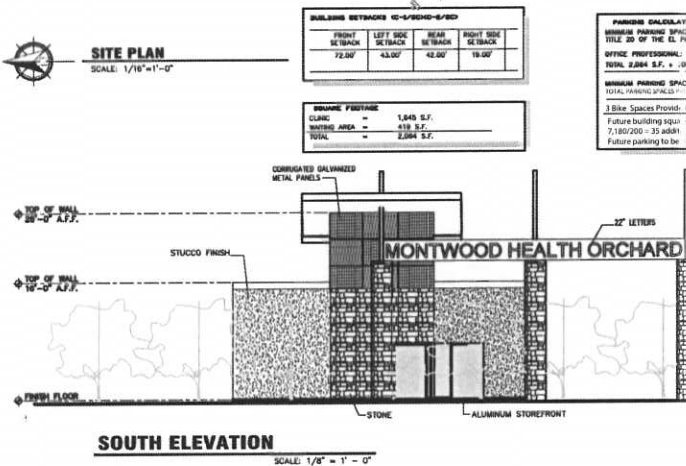 SITE PLAN
SCALE: 1/16"=1'-0"
FRONT SETBACK LEFT SIDE SETBACK REAR SETBACK RIGHT SIDE SETBACK
72.00' 43.00' 42.00'
SQUARE FOOTAGE
CLINIC = 1,645 S.F.
WAITING AREA = 419 S.F.
TOTAL = 2,064 S.F.
PARKING CALCULAT
MINIMUM PARKING SPAC
TITLE 20 OF THE EL P
OFFICE PROFESSIONAL:
TOTAL 2,064 S.F.
MINIMUM PARKING SPAC
TOTAL PARKING SPACES
3 Bike Spaces Provid
Future building squa
7,180/200 = 35 addit
Future parking to be
CORRUGATED GALVANIZED
METAL PANELS
TOP OF WALL
A.F.F.
22" LETTERS
STUCCO FINISH
MONTWOOD HEALTH ORCHARD
TOP OF WALL
A.F.F.
FINISH FLOOR
STONE
ALUMINUM STOREFRONT
SOUTH ELEVATION
SCALE: 1/8" = 1' - 0"